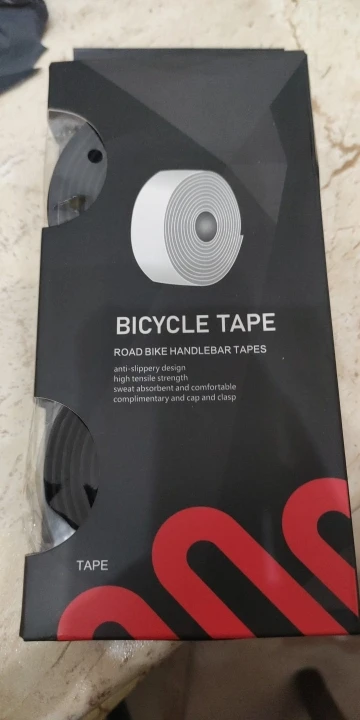 BICYCLE TAPE
ROAD BIKE HANDLEBAR TAPES
anti-slippery design
high tensile strength
sweat absorbent and comfortable
complimentary and cap and clasp
TAPE